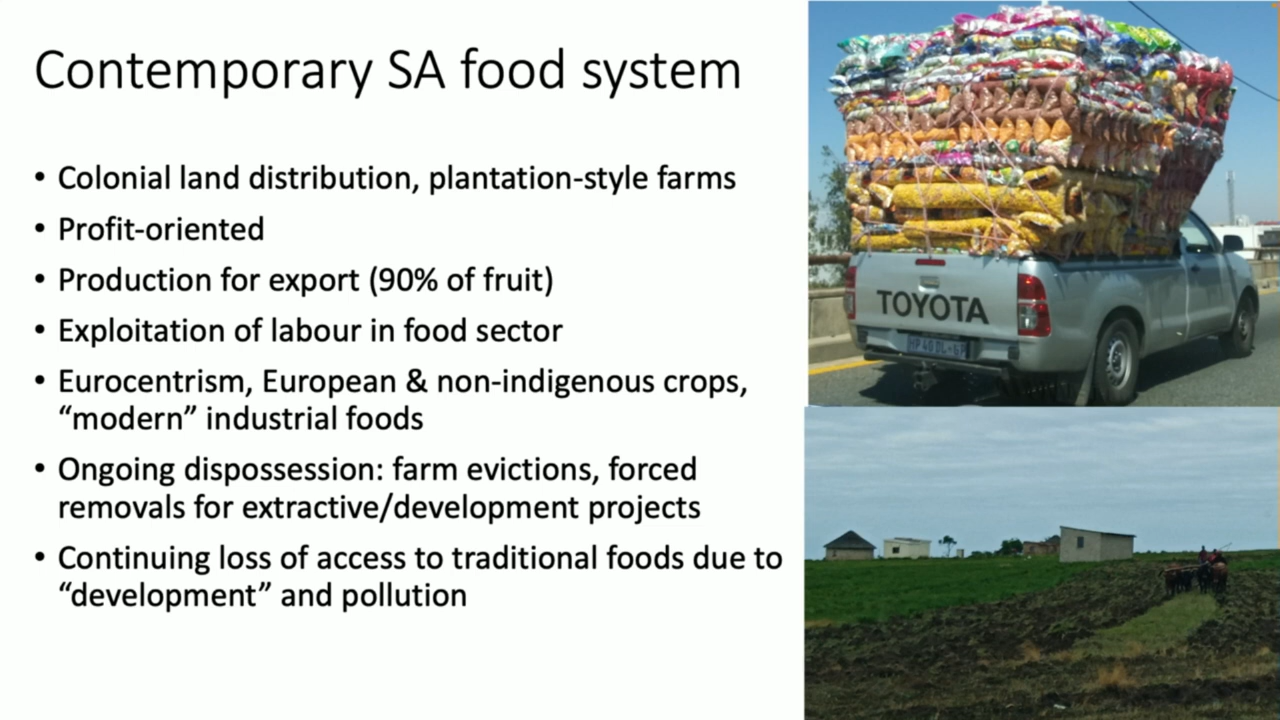 Contemporary SA food system
• Colonial land distribution, plantation-style farms
• Profit-oriented
• Production for export (90% of fruit)
• Exploitation of labour in food sector
• Eurocentrism, European & non-indigenous crops,
“modern” industrial foods
• Ongoing dispossession: farm evictions, forced
removals for extractive/development projects
• Continuing loss of access to traditional foods due to
“development” and pollution
TOYOTA